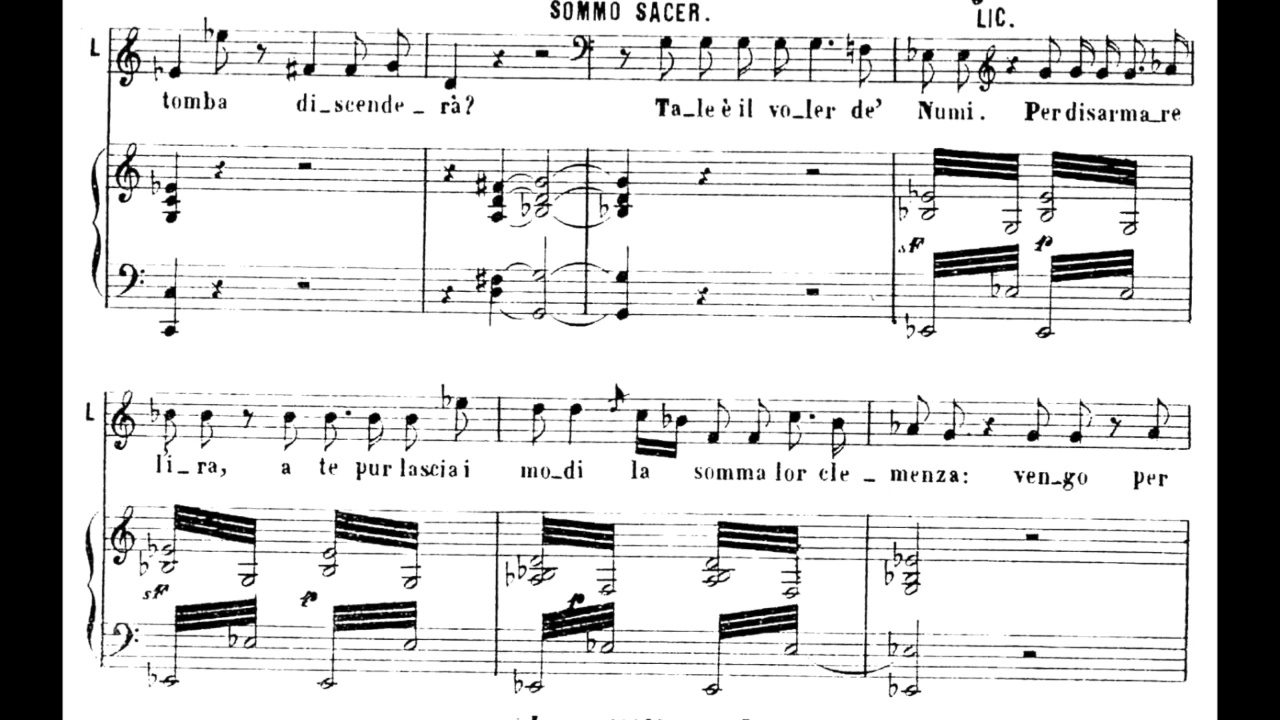 SOMMO SACER.
LIC.
L
tomba di_scende_rà? Ta_le è il vo_ler de' Numi. Per disarma_re
sF p
L
li_ra, a te pur lascia i mo_di la somma lor cle_menza: ven_go per
sF p p